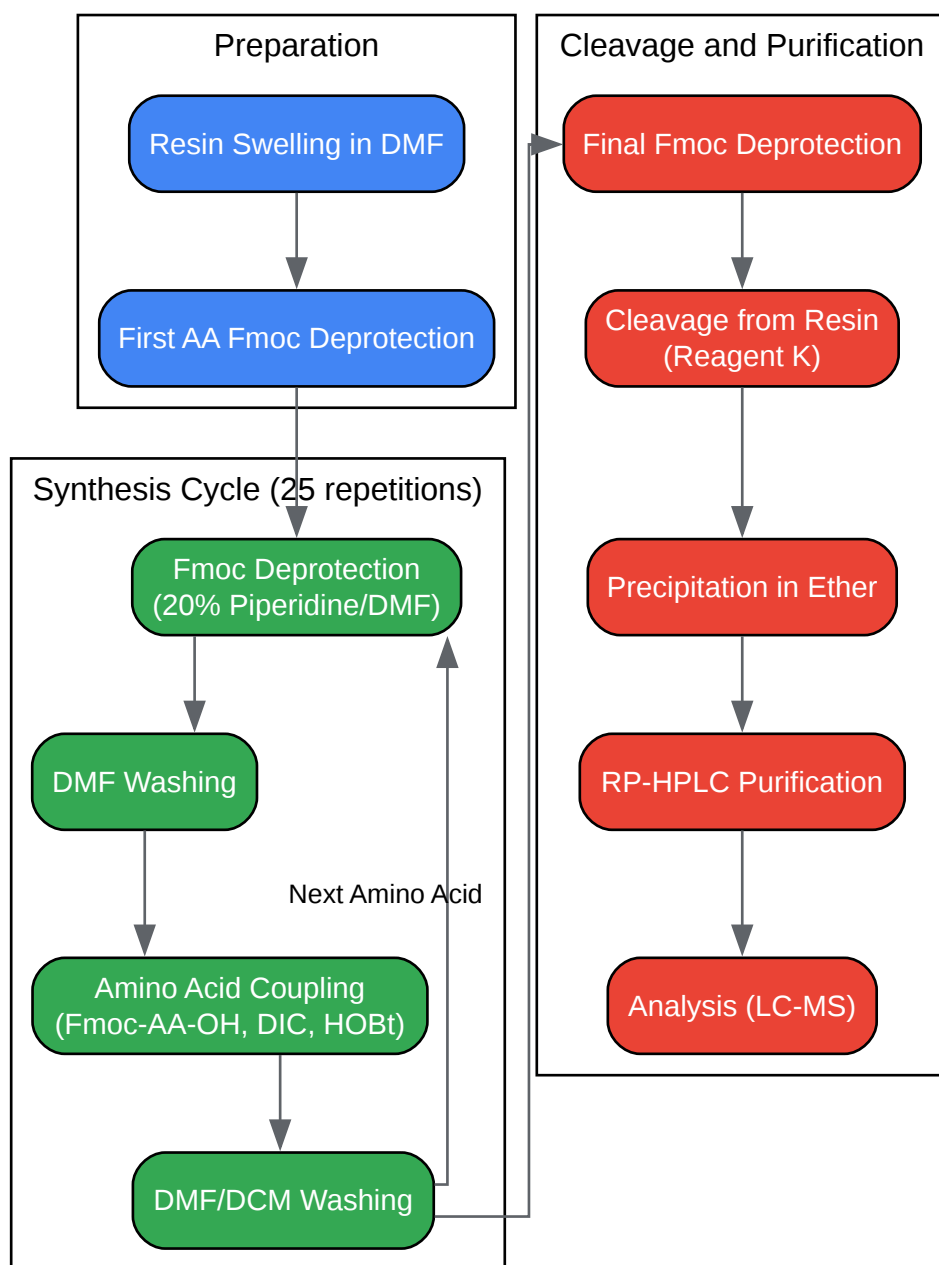 Preparation
Resin Swelling in DMF
First AA Fmoc Deprotection
Synthesis Cycle (25 repetitions)
Fmoc Deprotection
(20% Piperidine/DMF)
DMF Washing
Next Amino Acid
Amino Acid Coupling
(Fmoc-AA-OH, DIC, HOBt)
DMF/DCM Washing
Cleavage and Purification
Final Fmoc Deprotection
Cleavage from Resin
(Reagent K)
Precipitation in Ether
RP-HPLC Purification
Analysis (LC-MS)